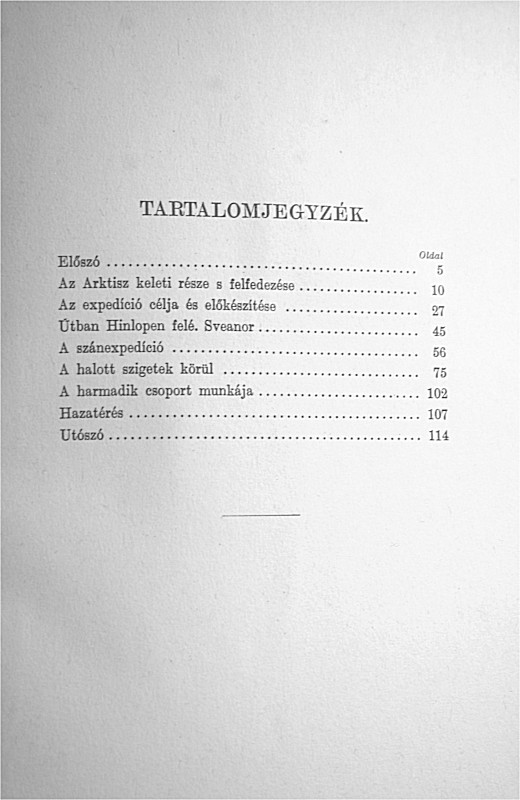 TARTALOMJEGYZÉK.
Oldal
Előszó ........................................... 5
Az Arktisz keleti része s felfedezése ................. 10
Az expedíció célja és előkészítése ................... 27
Útban Hinlopen felé. Sveanor ....................... 45
A szánexpedíció ................................... 56
A halott szigetek körül ............................ 75
A harmadik csoport munkája ....................... 102
Hazatérés ......................................... 107
Utószó ............................................ 114